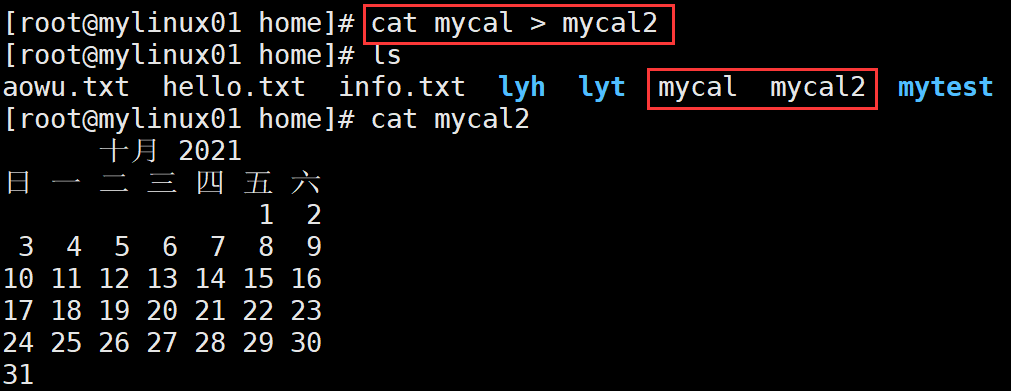 [root@mylinux01 home]# cat mycal > mycal2
[root@mylinux01 home]# ls
aowu.txt  hello.txt  info.txt  lyh  lyt  mycal  mycal2  mytest
[root@mylinux01 home]# cat mycal2
      十月 2021
日 一 二 三 四 五 六
                1  2
 3  4  5  6  7  8  9
10 11 12 13 14 15 16
17 18 19 20 21 22 23
24 25 26 27 28 29 30
31